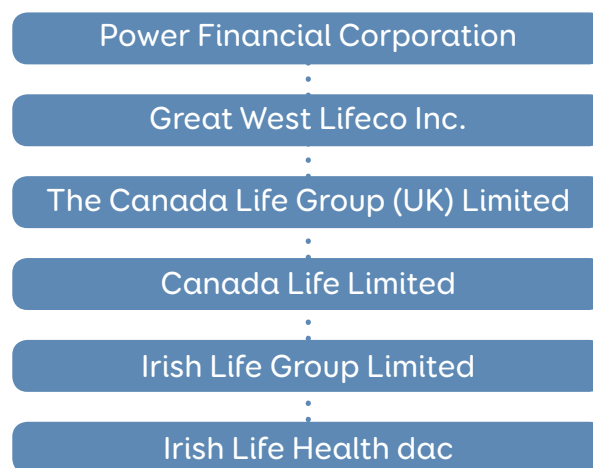 Power Financial Corporation
Great West Lifeco Inc.
The Canada Life Group (UK) Limited
Canada Life Limited
Irish Life Group Limited
Irish Life Health dac